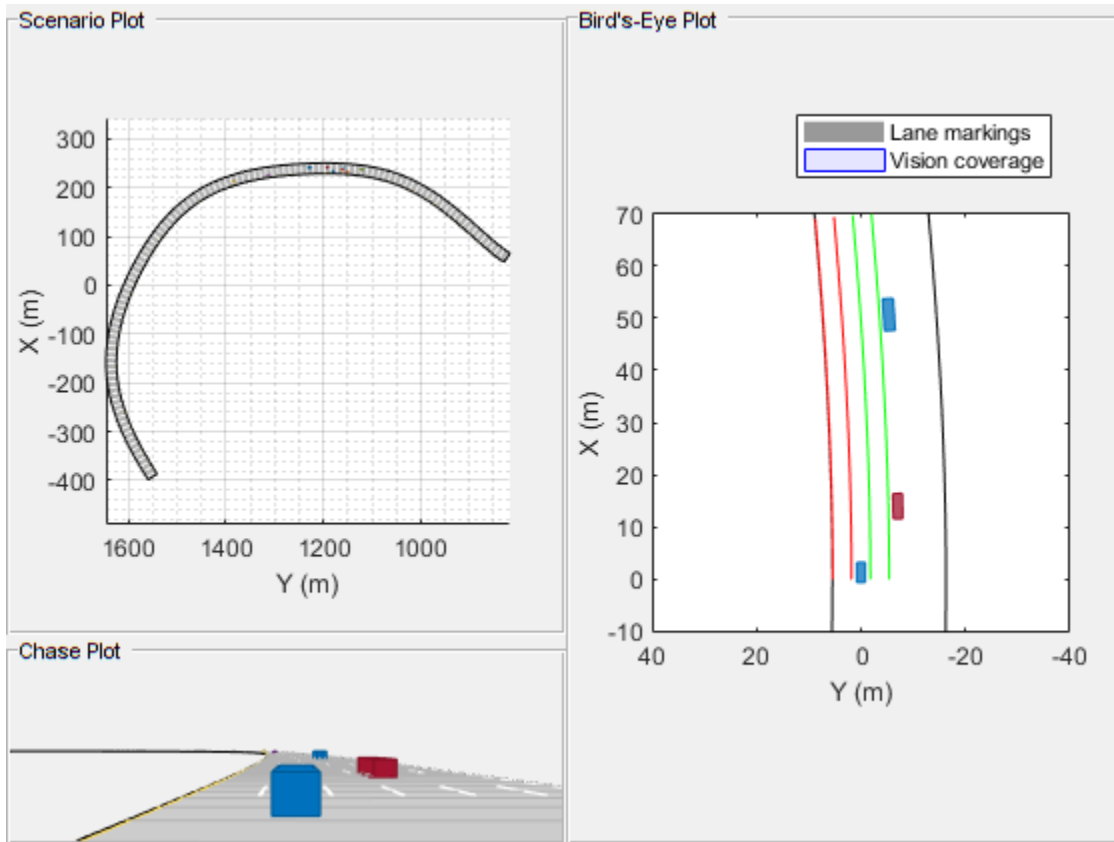 Scenario Plot
300
200
100
0
-100
-200
-300
-400
X (m)
1600 1400 1200 1000
Y (m)
Chase Plot
Bird's-Eye Plot
Lane markings
Vision coverage
70
60
50
40
30
20
10
0
-10
X (m)
40 20 0 -20 -40
Y (m)